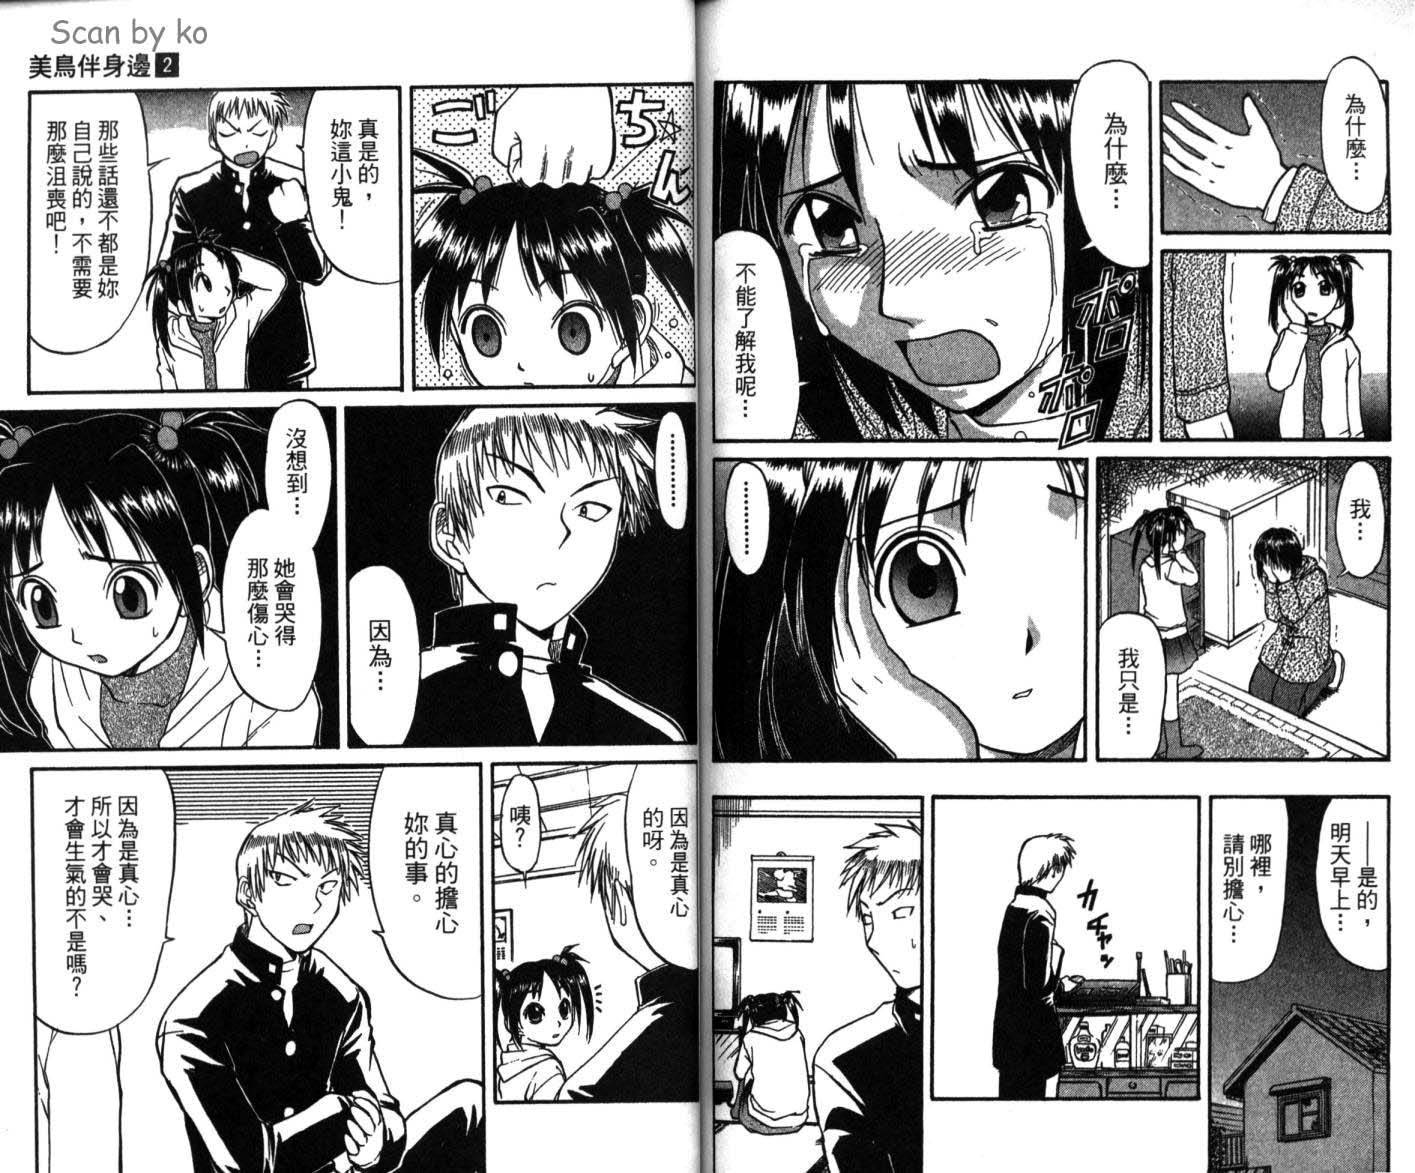 Scan by ko
美鳥伴身邊2
為什麼…
為什麼…
不能了解我呢…
ポロ
ポロ
我…
我只是…
…………
——是的，
明天早上…
哪裡，
請別擔心…
カチャッ
ごち☆ん
真是的，
妳這小鬼！
那些話還不都是妳
自己說的，不需要
那麼沮喪吧！
…………
因為…
沒想到…
她會哭得
那麼傷心…
因為是真心
的呀。
咦？
真心的擔心
妳的事。
因為是真心…
所以才會哭、
才會生氣的不是嗎？